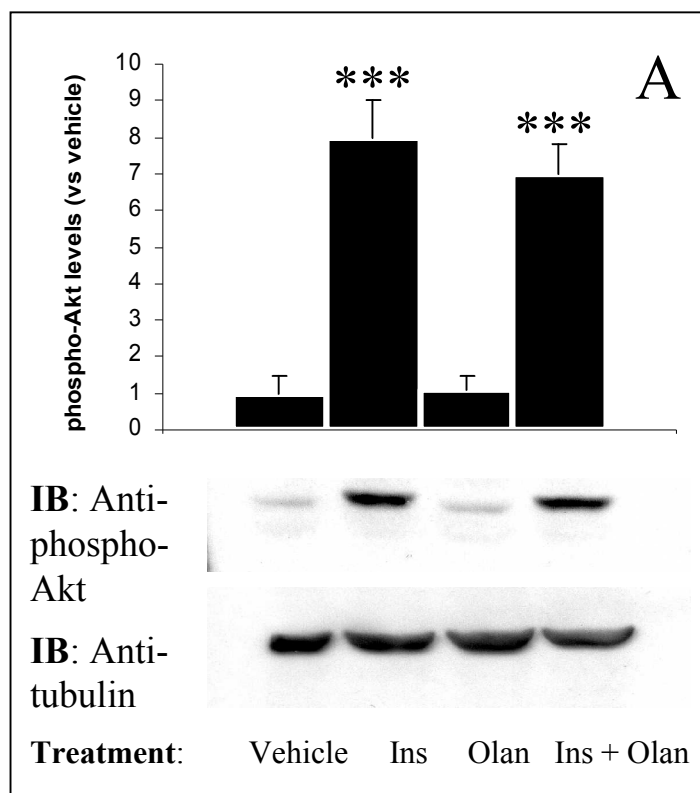 A
phospho-Akt levels (vs vehicle)
10
9
8
7
6
5
4
3
2
1
0
***
***
IB: Anti-
phospho-
Akt
IB: Anti-
tubulin
Treatment: Vehicle Ins Olan Ins + Olan